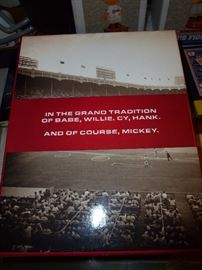 IN THE GRAND TRADITION
OF BABE, WILLIE, CY, HANK.
AND OF COURSE, MICKEY.